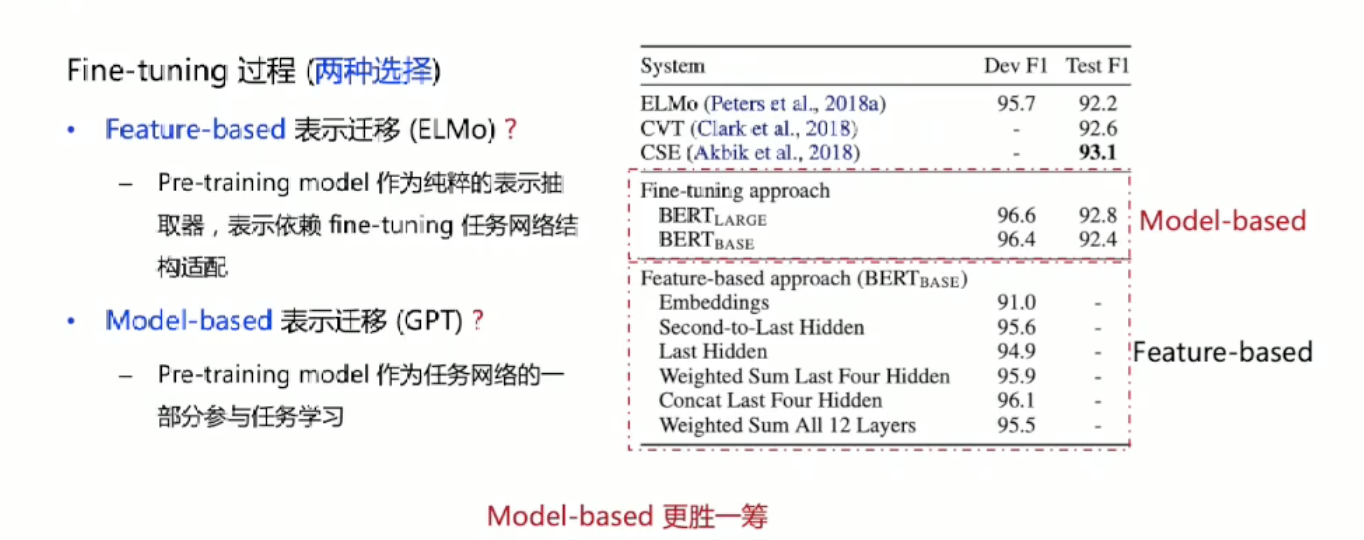 Fine-tuning 过程 (两种选择)
• Feature-based 表示迁移 (ELMo) ?
– Pre-training model 作为纯粹的表示抽
取器，表示依赖 fine-tuning 任务网络结
构适配
• Model-based 表示迁移 (GPT) ?
– Pre-training model 作为任务网络的一
部分参与任务学习
System Dev F1 Test F1
ELMo (Peters et al., 2018a) 95.7 92.2
CVT (Clark et al., 2018) - 92.6
CSE (Akbik et al., 2018) - 93.1
Fine-tuning approach
BERTLARGE 96.6 92.8
BERTBASE 96.4 92.4
Model-based
Feature-based approach (BERTBASE)
Embeddings 91.0 -
Second-to-Last Hidden 95.6 -
Last Hidden 94.9 -
Weighted Sum Last Four Hidden 95.9 -
Concat Last Four Hidden 96.1 -
Weighted Sum All 12 Layers 95.5 -
Feature-based
Model-based 更胜一筹